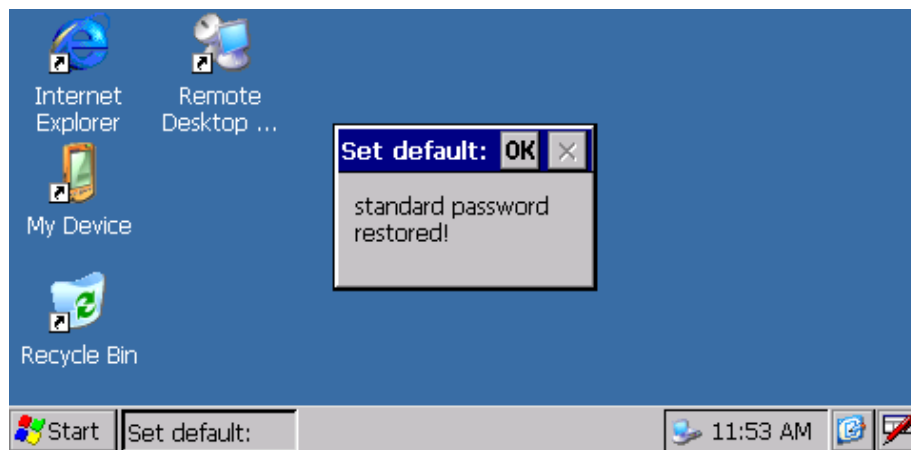 Internet
Explorer
Remote
Desktop ...
My Device
Recycle Bin
Set default: OK
standard password
restored!
Start
Set default:
11:53 AM